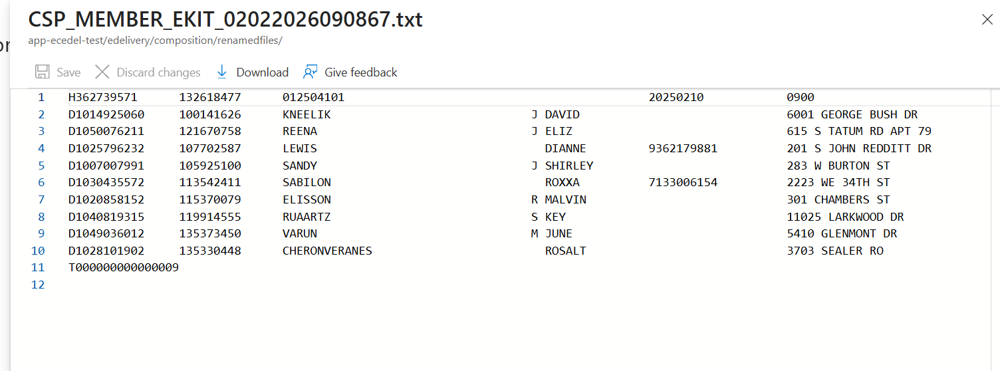 CSP_MEMBER_EKIT_02022026090867.txt
app-ecedel-test/edelivery/composition/renamedfiles/
or
Save Discard changes Download Give feedback
1 H362739571 132618477 012504101 20250210 0900
2 D1014925060 100141626 KNEELIK J DAVID 6001 GEORGE BUSH DR
3 D1050076211 121670758 REENA J ELIZ 615 S TATUM RD APT 79
4 D1025796232 107702587 LEWIS DIANNE 9362179881 201 S JOHN REDDITT DR
5 D1007007991 105925100 SANDY J SHIRLEY 283 W BURTON ST
6 D1030435572 113542411 SABILON ROXXA 7133006154 2223 WE 34TH ST
7 D1020858152 115370079 ELISSON R MALVIN 301 CHAMBERS ST
8 D1040819315 119914555 RUAARTZ S KEY 11025 LARKWOOD DR
9 D1049036012 135373450 VARUN M JUNE 5410 GLENMONT DR
10 D1028101902 135330448 CHERONVERANES ROSALT 3703 SEALER RO
11 T000000000000009
12